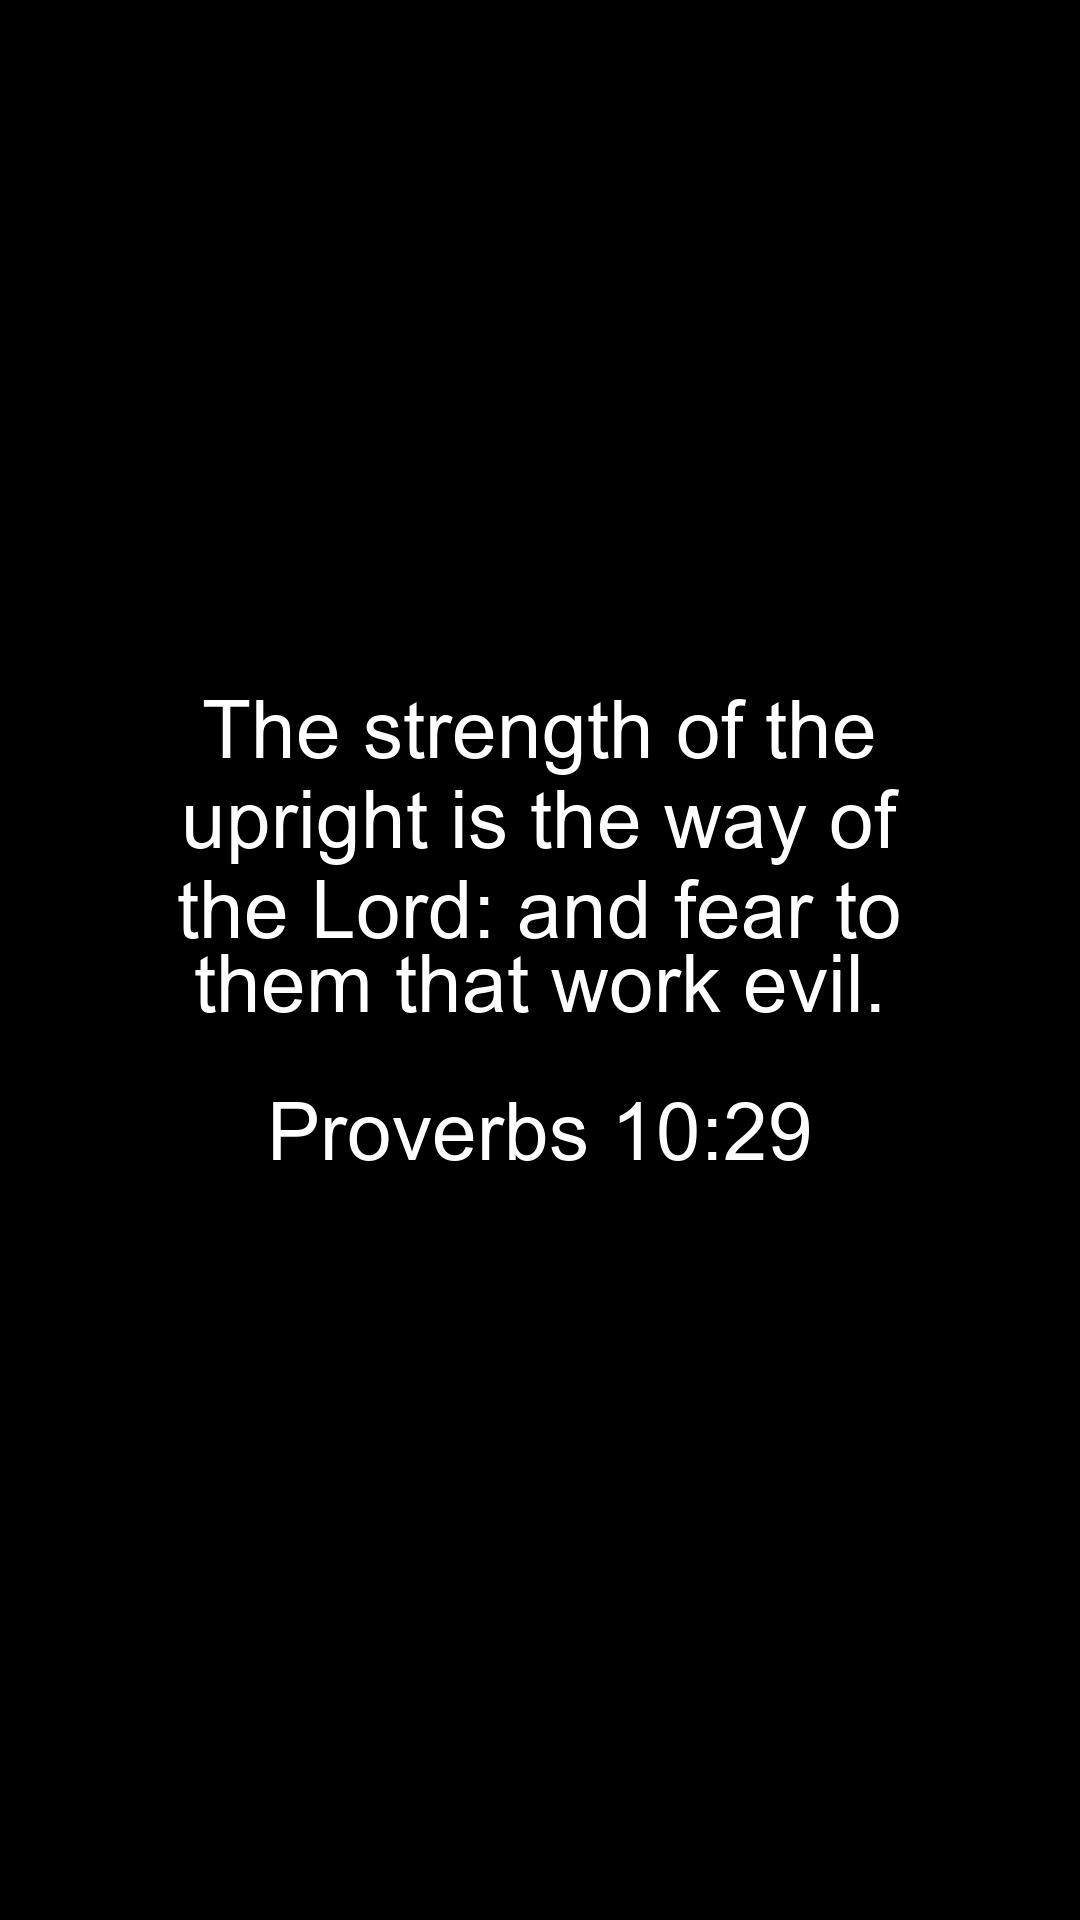 The strength of the
upright is the way of
the Lord: and fear to
them that work evil.
Proverbs 10:29